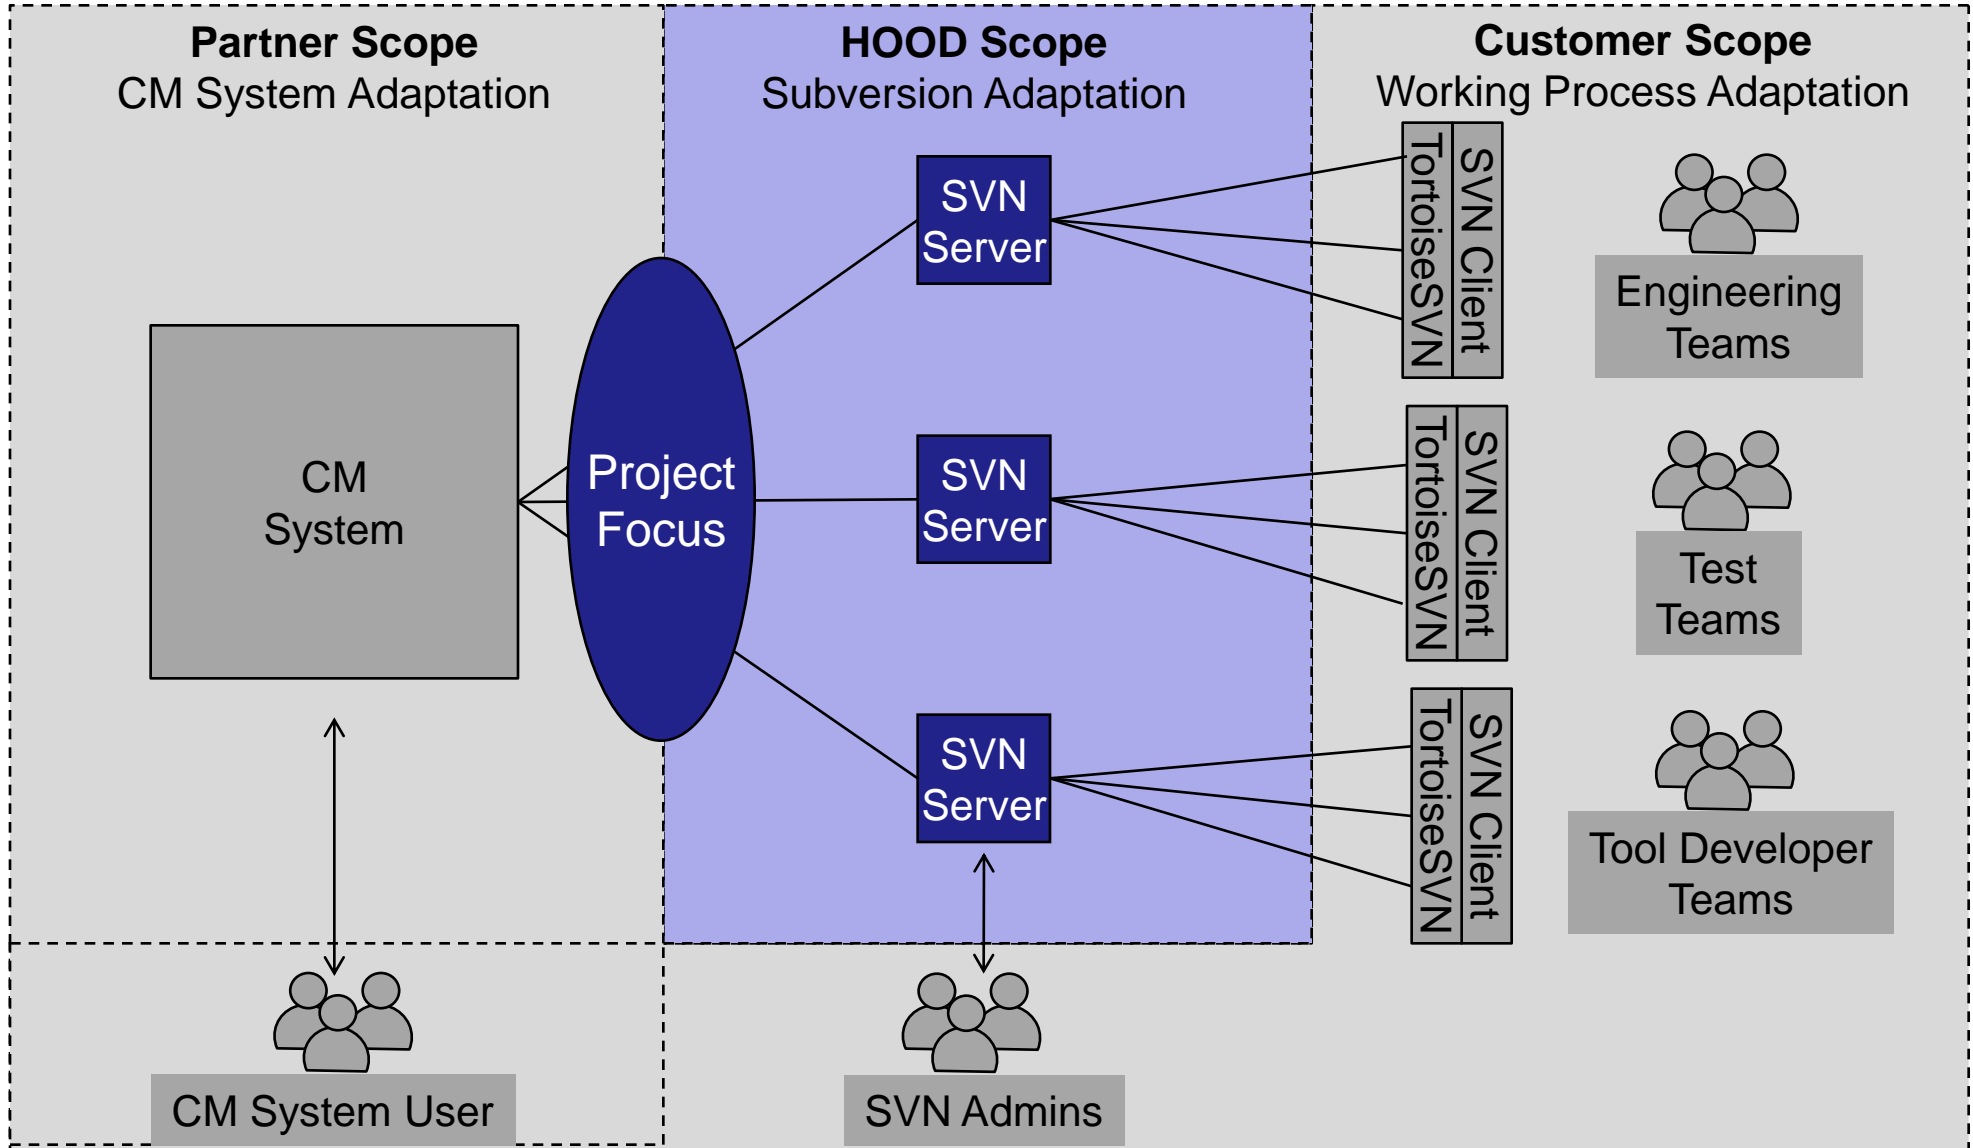 Partner Scope
CM System Adaptation
HOOD Scope
Subversion Adaptation
Customer Scope
Working Process Adaptation
CM
System
Project
Focus
SVN
Server
SVN
Server
SVN
Server
SVN Client
TortoiseSVN
SVN Client
TortoiseSVN
SVN Client
TortoiseSVN
Engineering
Teams
Test
Teams
Tool Developer
Teams
CM System User
SVN Admins